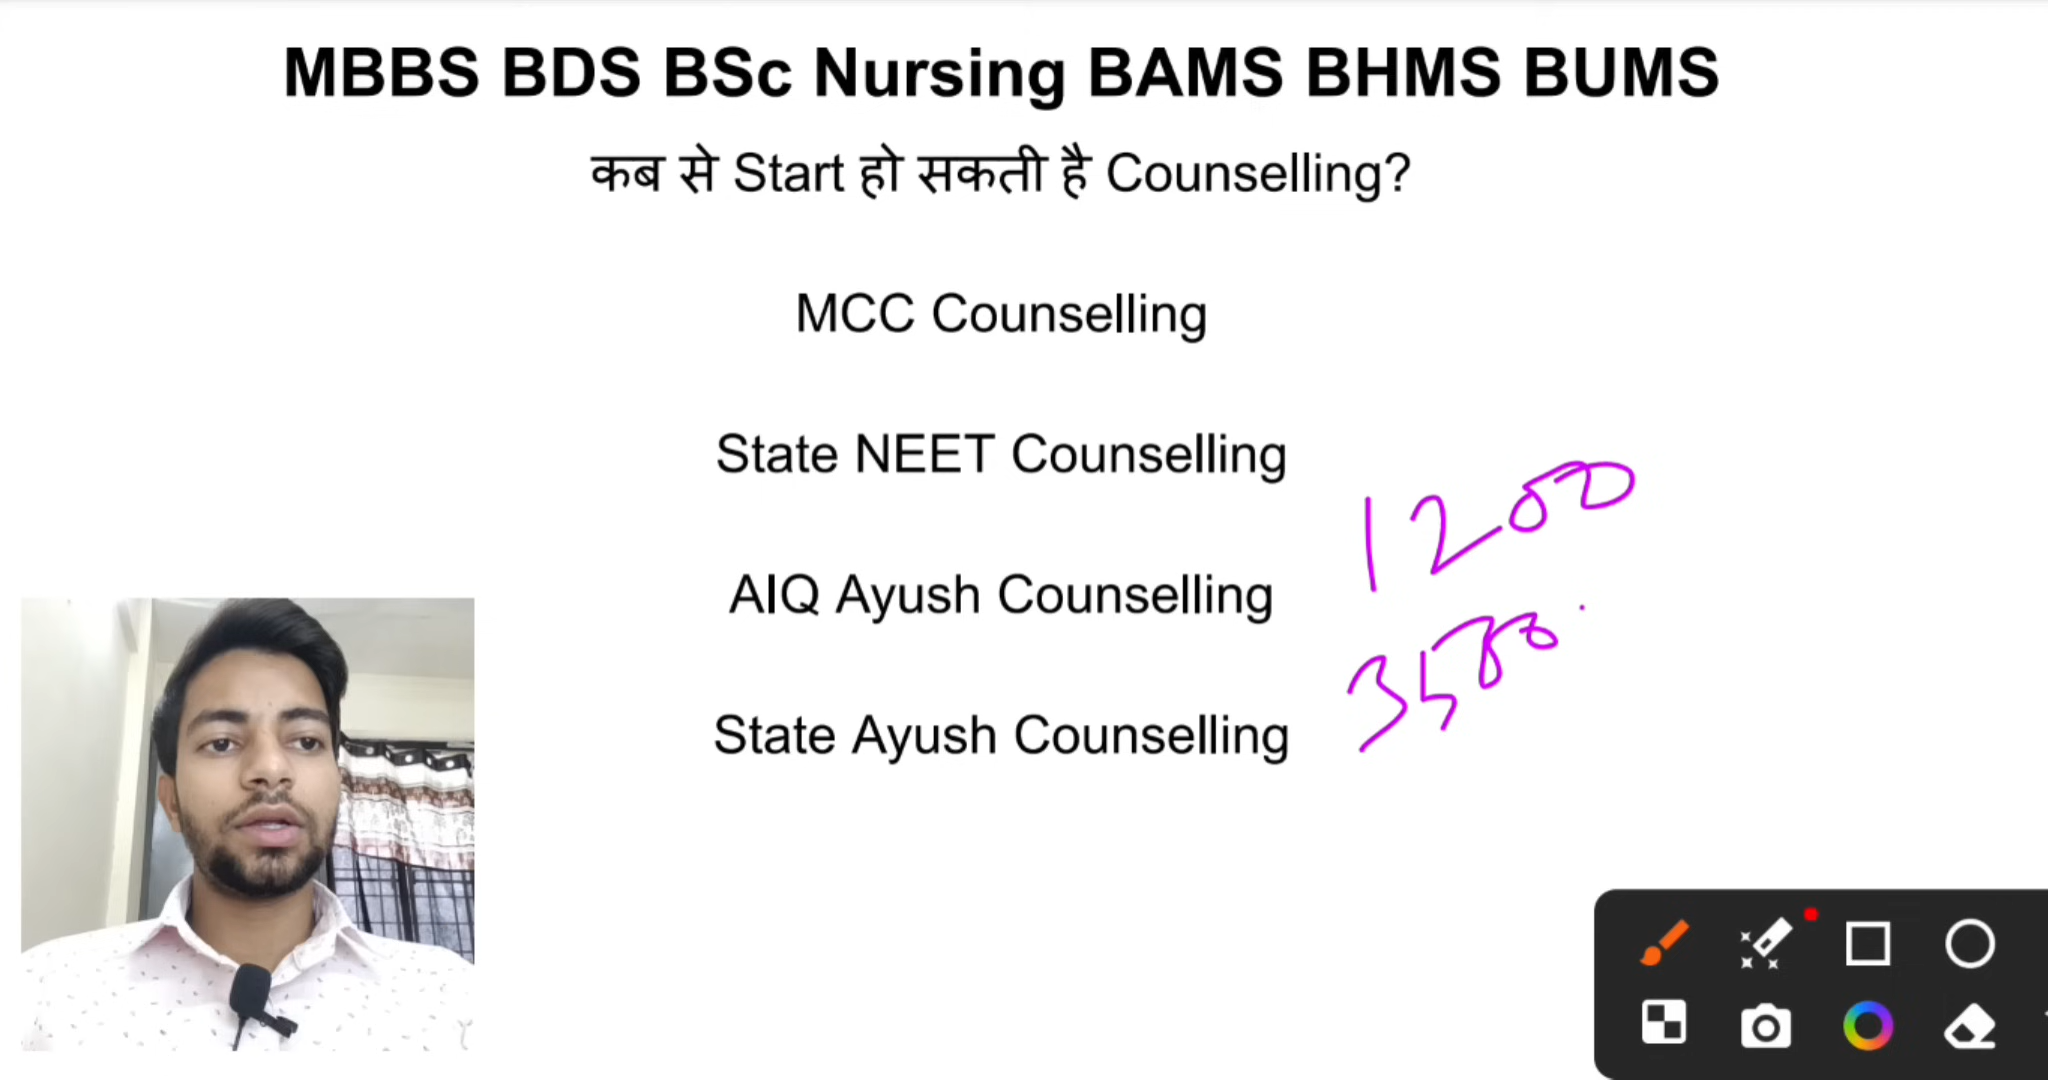 MBBS BDS BSc Nursing BAMS BHMS BUMS
कब से Start हो सकती है Counselling?
MCC Counselling
State NEET Counselling
1200
AIQ Ayush Counselling
3500
State Ayush Counselling